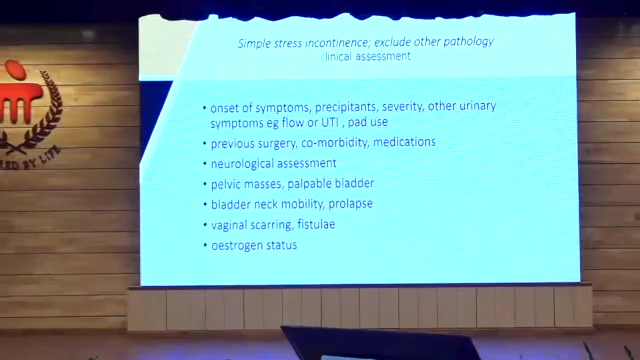 Simple stress incontinence; exclude other pathology
clinical assessment
• onset of symptoms, precipitants, severity, other urinary
symptoms eg flow or UTI , pad use
• previous surgery, co-morbidity, medications
• neurological assessment
• pelvic masses, palpable bladder
• bladder neck mobility, prolapse
• vaginal scarring, fistulae
• oestrogen status
BY LIFE